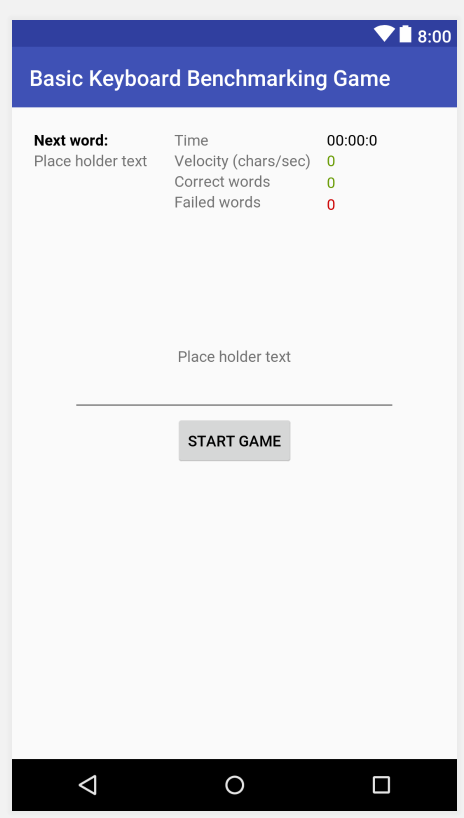 8:00
Basic Keyboard Benchmarking Game
Next word: Time 00:00:0
Place holder text Velocity (chars/sec) 0
Correct words 0
Failed words 0
Place holder text
START GAME